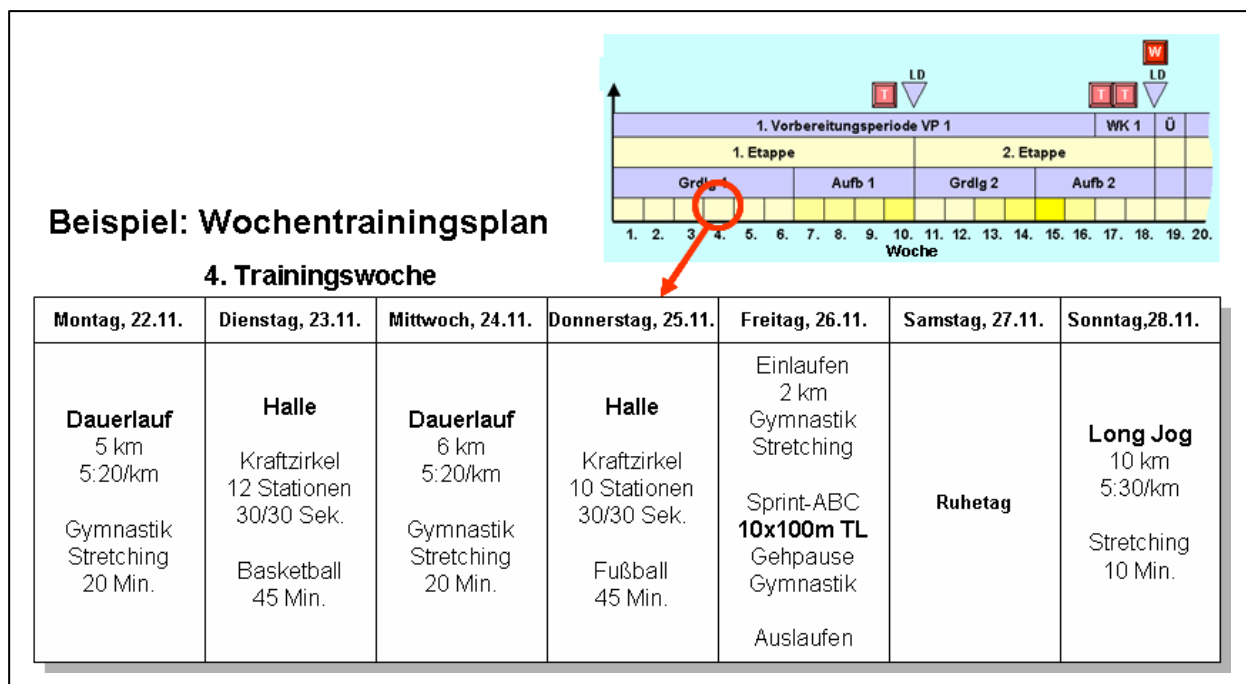 W
LD
LD
T
T
T
1. Vorbereitungsperiode VP 1
WK 1
Ü
1. Etappe
2. Etappe
Grdlg 1
Aufb 1
Grdlg 2
Aufb 2
1. 2. 3. 4. 5. 6. 7. 8. 9. 10. 11. 12. 13. 14. 15. 16. 17. 18. 19. 20.
Woche
Beispiel: Wochentrainingsplan
4. Trainingswoche
Montag, 22.11.
Dienstag, 23.11.
Mittwoch, 24.11.
Donnerstag, 25.11.
Freitag, 26.11.
Samstag, 27.11.
Sonntag,28.11.
Dauerlauf
5 km
5:20/km
Gymnastik
Stretching
20 Min.
Halle
Kraftzirkel
12 Stationen
30/30 Sek.
Basketball
45 Min.
Dauerlauf
6 km
5:20/km
Gymnastik
Stretching
20 Min.
Halle
Kraftzirkel
10 Stationen
30/30 Sek.
Fußball
45 Min.
Einlaufen
2 km
Gymnastik
Stretching
Sprint-ABC
10x100m TL
Gehpause
Gymnastik
Auslaufen
Ruhetag
Long Jog
10 km
5:30/km
Stretching
10 Min.